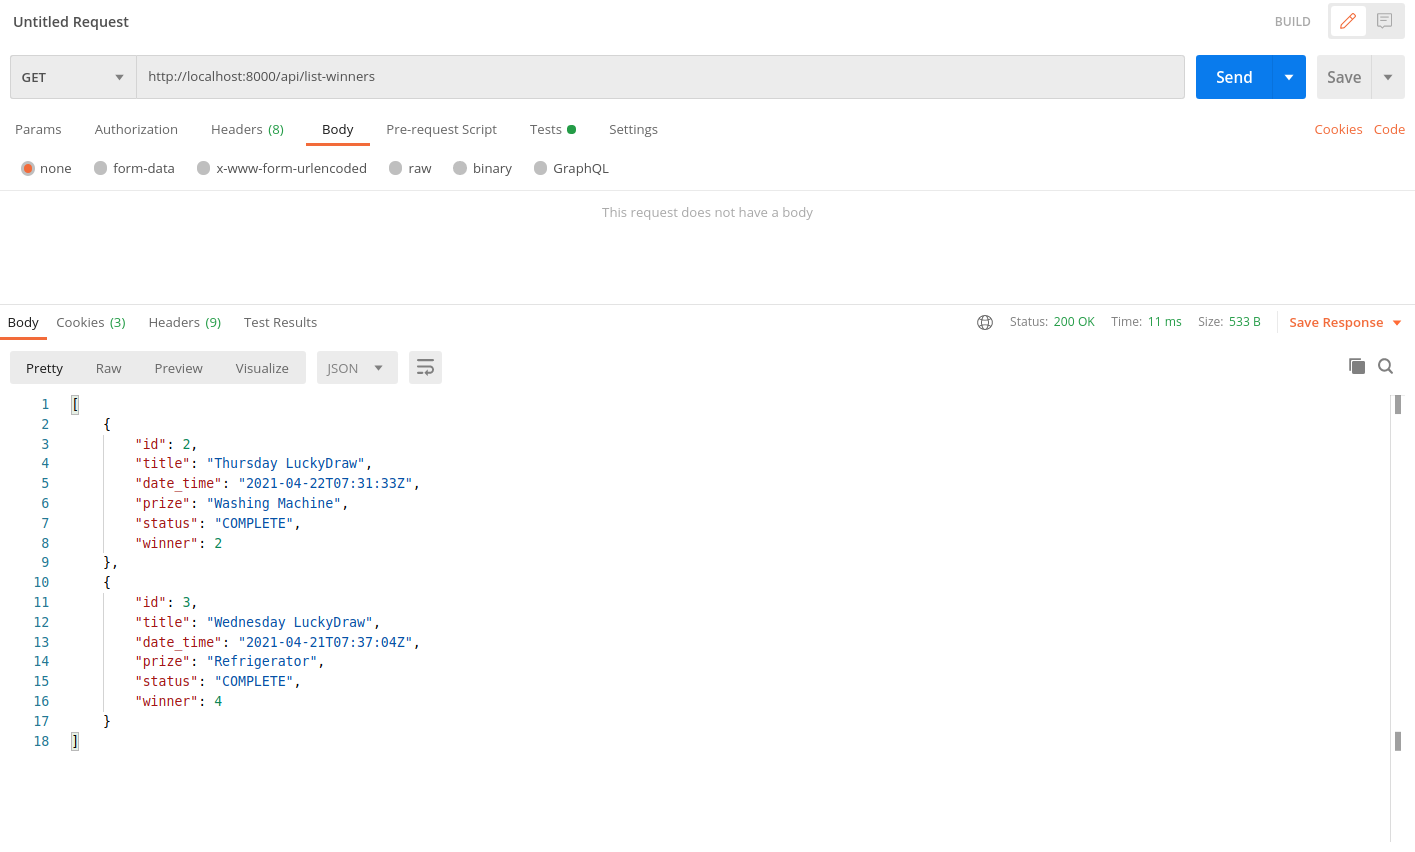 Untitled Request
BUILD
GET
http://localhost:8000/api/list-winners
Send
Save
Params Authorization Headers (8) Body Pre-request Script Tests Settings Cookies Code
none form-data x-www-form-urlencoded raw binary GraphQL
This request does not have a body
Body Cookies (3) Headers (9) Test Results Status: 200 OK Time: 11 ms Size: 533 B Save Response
Pretty Raw Preview Visualize JSON
1 [
2 {
3 "id": 2,
4 "title": "Thursday LuckyDraw",
5 "date_time": "2021-04-22T07:31:33Z",
6 "prize": "Washing Machine",
7 "status": "COMPLETE",
8 "winner": 2
9 },
10 {
11 "id": 3,
12 "title": "Wednesday LuckyDraw",
13 "date_time": "2021-04-21T07:37:04Z",
14 "prize": "Refrigerator",
15 "status": "COMPLETE",
16 "winner": 4
17 }
18 ]